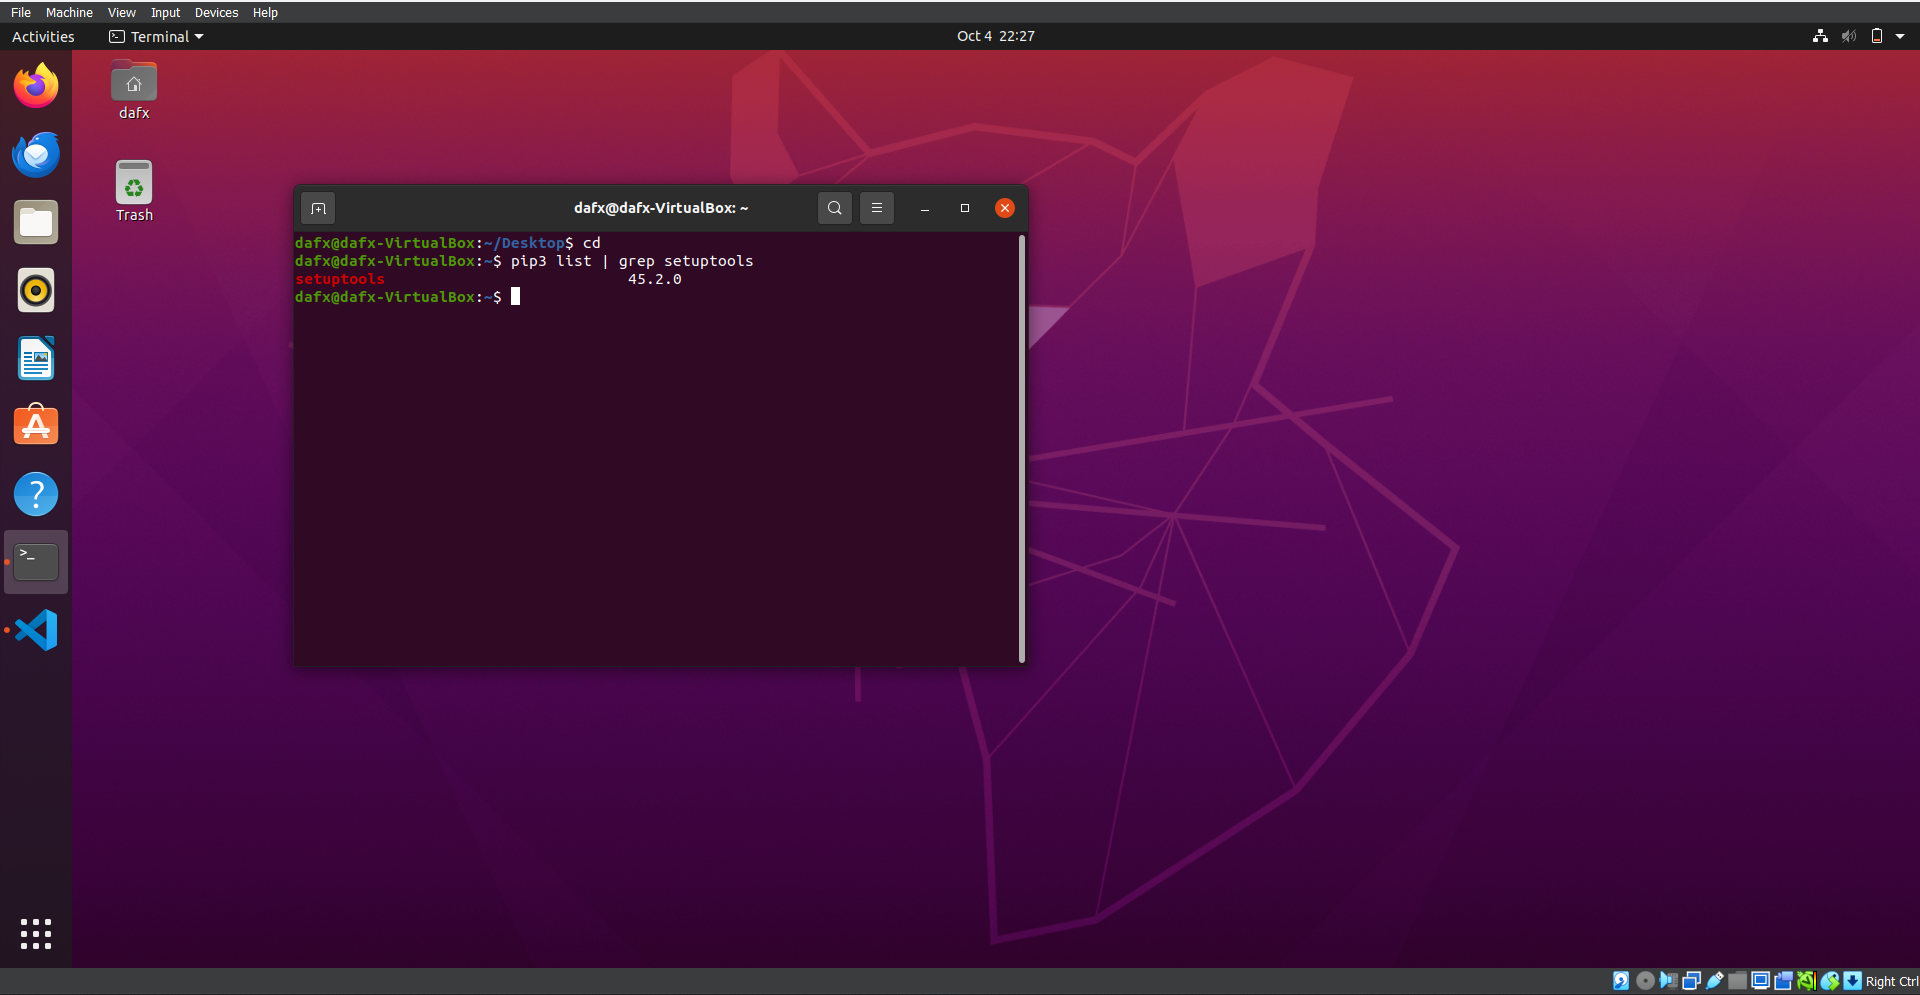 File Machine View Input Devices Help
Activities Terminal Oct 4 22:27
dafx
Trash
dafx@dafx-VirtualBox: ~
dafx@dafx-VirtualBox:~/Desktop$ cd
dafx@dafx-VirtualBox:~$ pip3 list | grep setuptools
setuptools 45.2.0
dafx@dafx-VirtualBox:~$
Right Ctrl